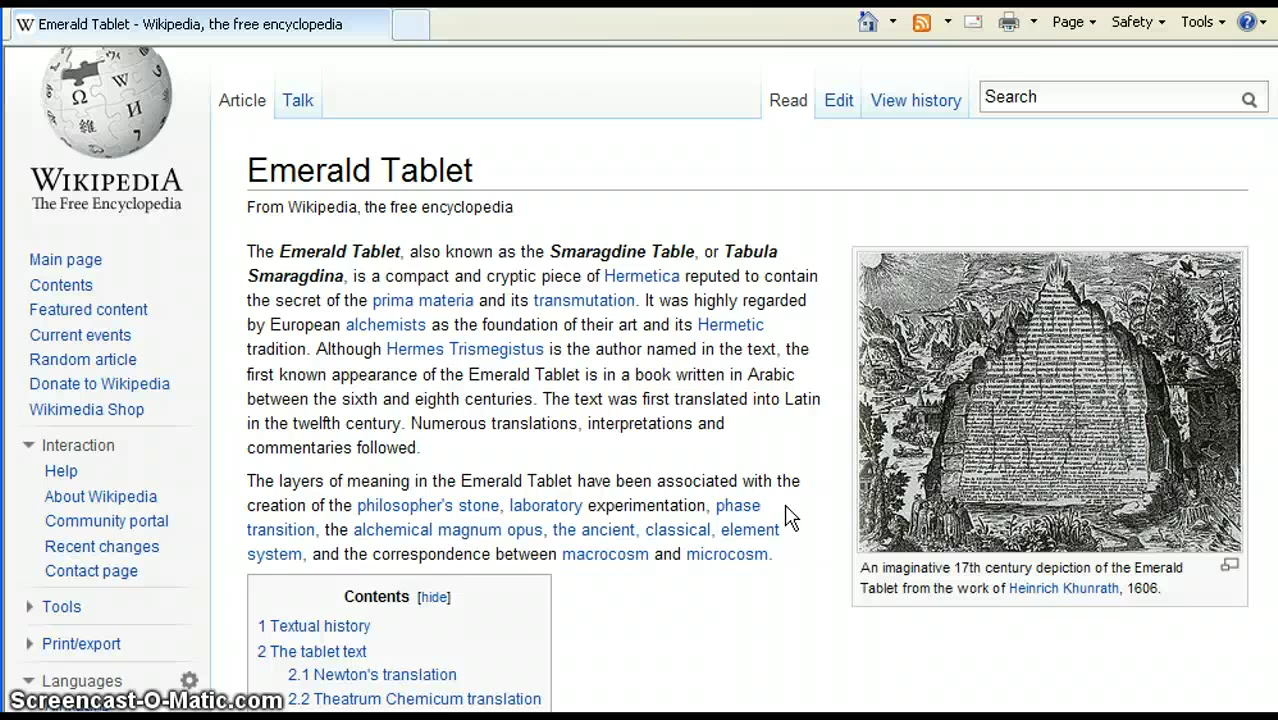 Emerald Tablet - Wikipedia, the free encyclopedia
Page
Safety
Tools
WIKIPEDIA
The Free Encyclopedia
Article
Talk
Read
Edit
View history
Search
Emerald Tablet
From Wikipedia, the free encyclopedia
The Emerald Tablet, also known as the Smaragdine Table, or Tabula
Smaragdina, is a compact and cryptic piece of Hermetica reputed to contain
the secret of the prima materia and its transmutation. It was highly regarded
by European alchemists as the foundation of their art and its Hermetic
tradition. Although Hermes Trismegistus is the author named in the text, the
first known appearance of the Emerald Tablet is in a book written in Arabic
between the sixth and eighth centuries. The text was first translated into Latin
in the twelfth century. Numerous translations, interpretations and
commentaries followed.
The layers of meaning in the Emerald Tablet have been associated with the
creation of the philosopher's stone, laboratory experimentation, phase
transition, the alchemical magnum opus, the ancient, classical, element
system, and the correspondence between macrocosm and microcosm.
An imaginative 17th century depiction of the Emerald
Tablet from the work of Heinrich Khunrath, 1606.
Contents [hide]
1 Textual history
2 The tablet text
2.1 Newton's translation
2.2 Theatrum Chemicum translation
Main page
Contents
Featured content
Current events
Random article
Donate to Wikipedia
Wikimedia Shop
Interaction
Help
About Wikipedia
Community portal
Recent changes
Contact page
Tools
Print/export
Languages
Screencast-O-Matic.com